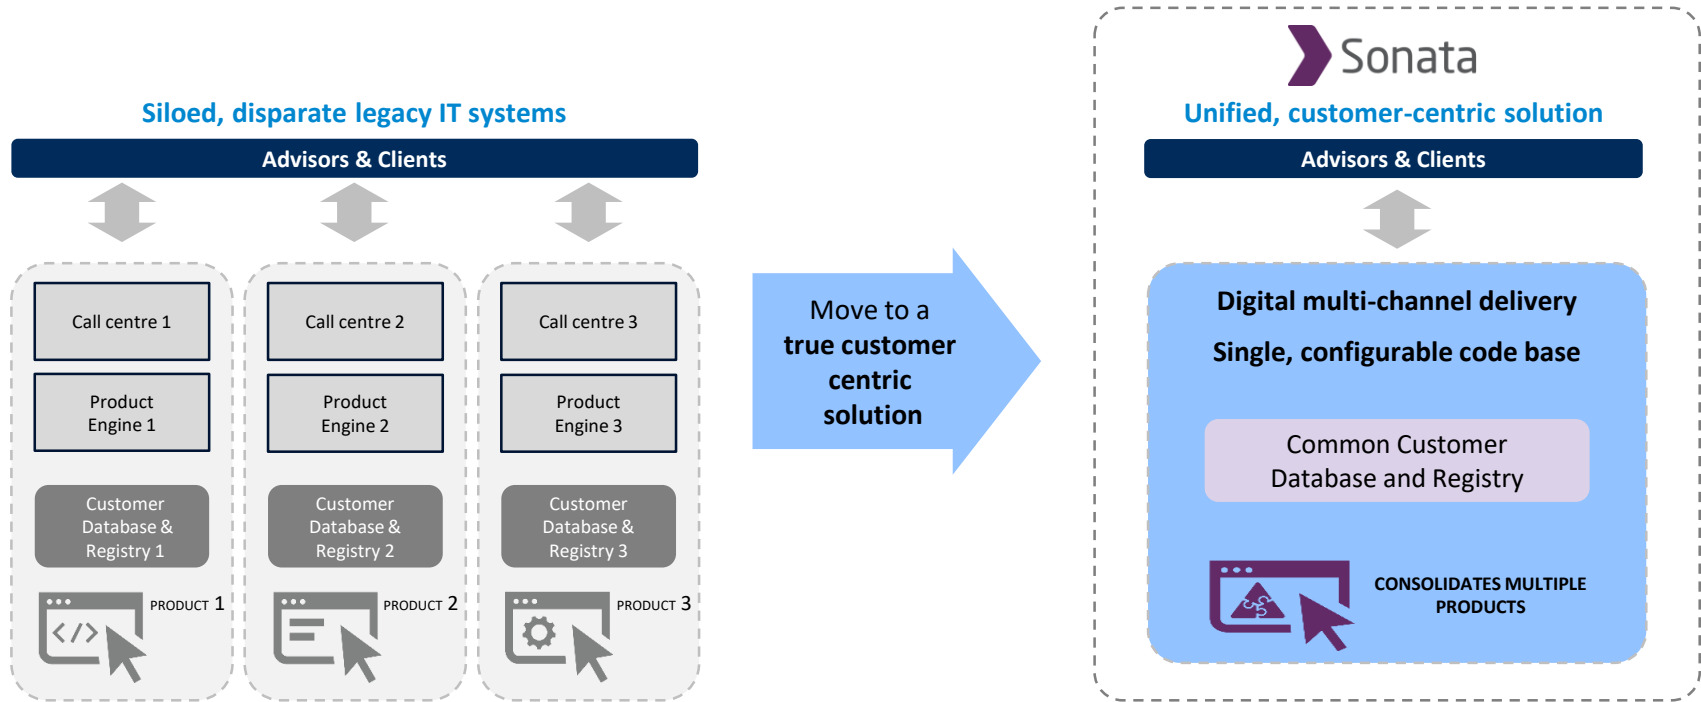 Siloed, disparate legacy IT systems
Advisors & Clients
Call centre 1
Product
Engine 1
Customer
Database &
Registry 1
PRODUCT 1
</>
Call centre 2
Product
Engine 2
Customer
Database &
Registry 2
PRODUCT 2
Call centre 3
Product
Engine 3
Customer
Database &
Registry 3
PRODUCT 3
Move to a
true customer
centric
solution
Sonata
Unified, customer-centric solution
Advisors & Clients
Digital multi-channel delivery
Single, configurable code base
Common Customer
Database and Registry
CONSOLIDATES MULTIPLE
PRODUCTS